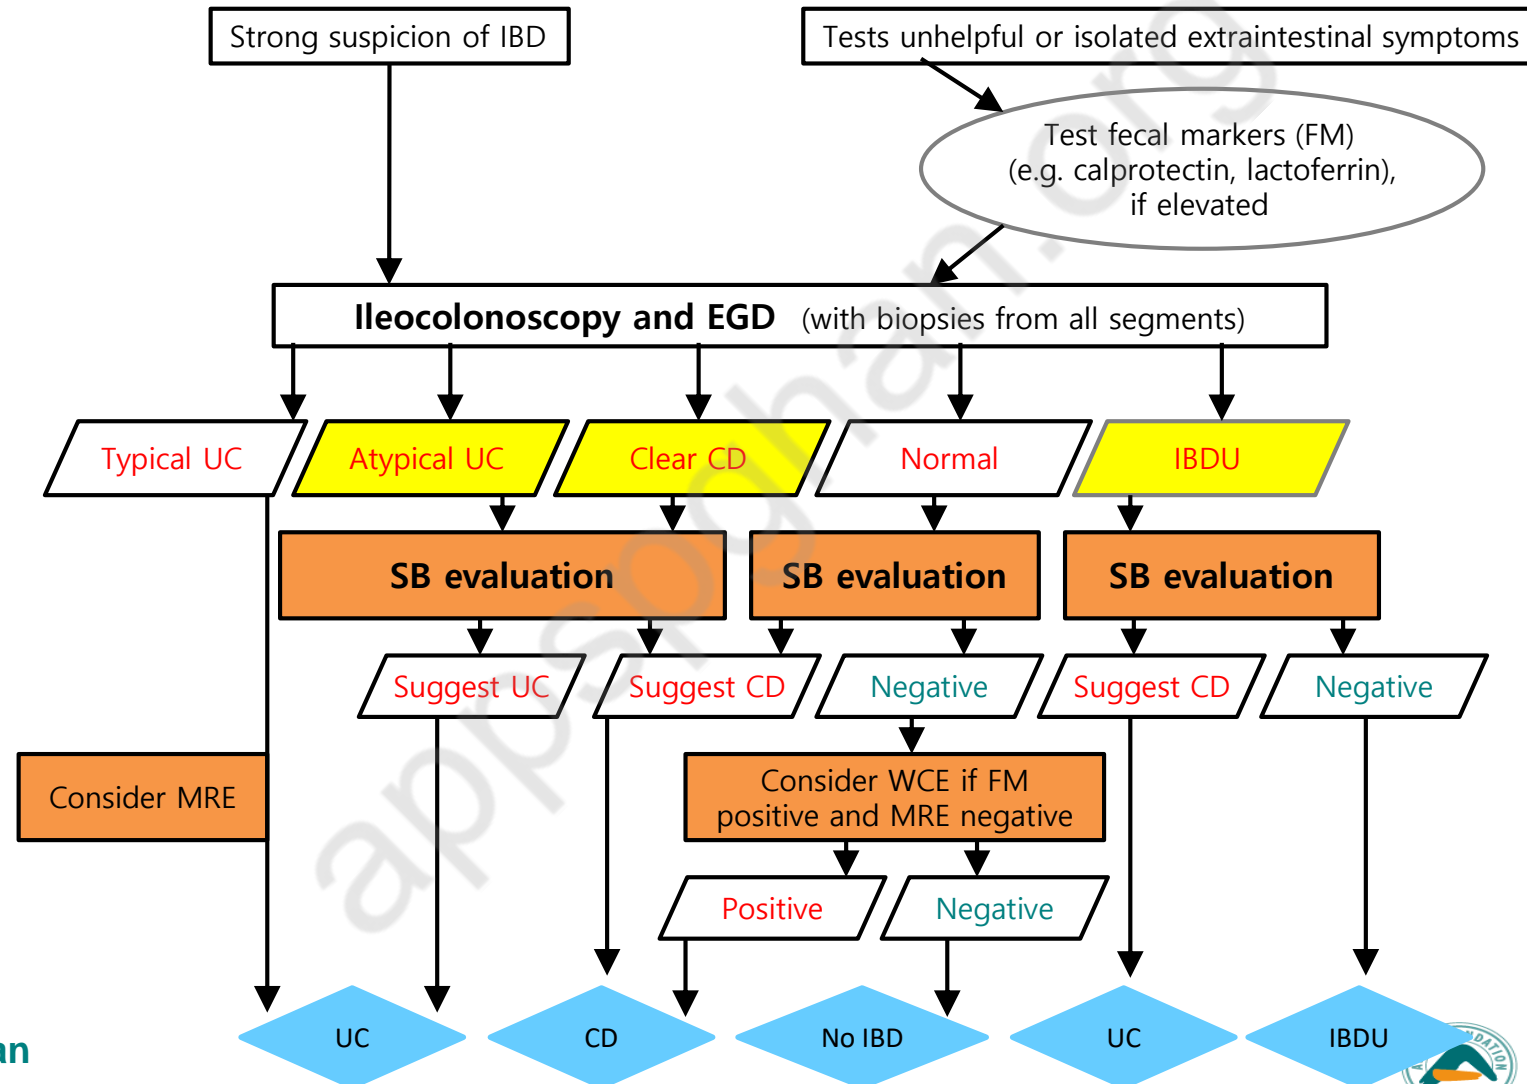 Strong suspicion of IBD
Tests unhelpful or isolated extraintestinal symptoms
Test fecal markers (FM)
(e.g. calprotectin, lactoferrin),
if elevated
Ileocolonoscopy and EGD (with biopsies from all segments)
Typical UC
Atypical UC
Clear CD
Normal
IBDU
SB evaluation
SB evaluation
SB evaluation
Suggest UC
Suggest CD
Negative
Suggest CD
Negative
Consider MRE
Consider WCE if FM
positive and MRE negative
Positive
Negative
UC
CD
No IBD
UC
IBDU
an
appspghan.org